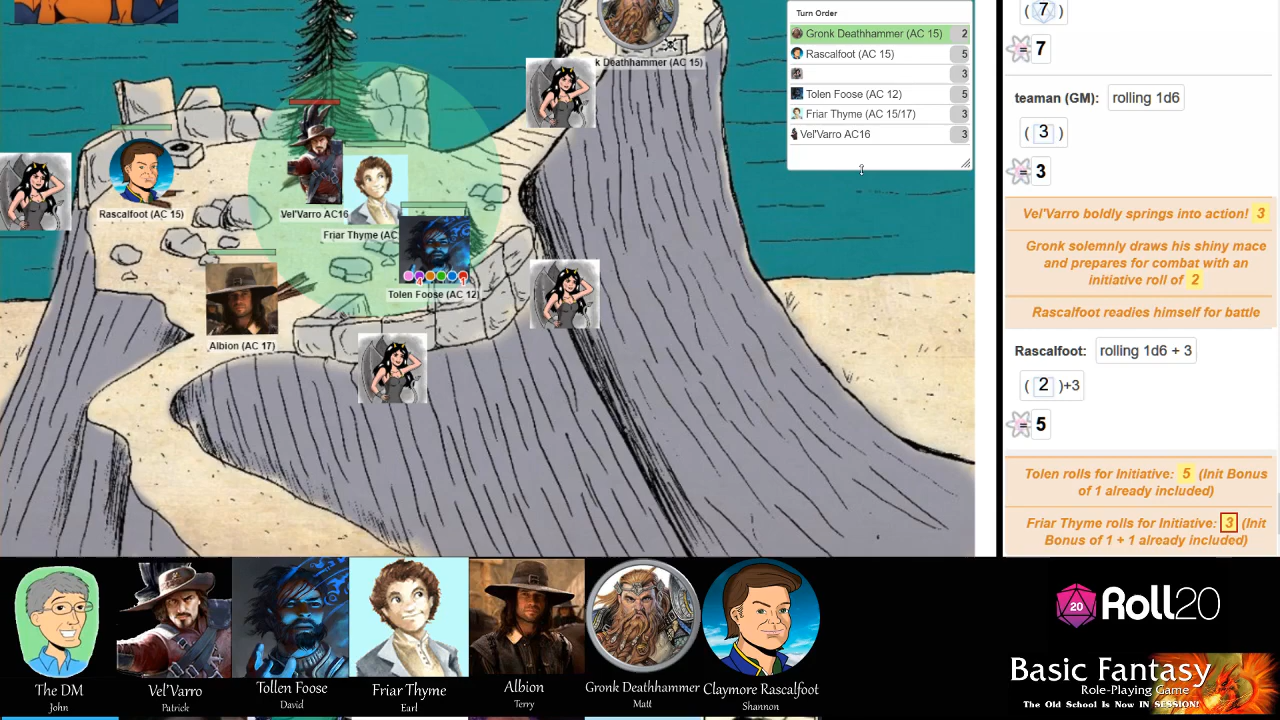 Turn Order
Gronk Deathhammer (AC 15) 2
Rascalfoot (AC 15) 5
3
Tolen Foose (AC 12) 5
Friar Thyme (AC 15/17) 3
Vel'Varro AC16 3
k Deathhammer (AC 15)
Rascalfoot (AC 15)
Vel'Varro AC16
Friar Thyme (AC
Tolen Foose (AC 12)
Albion (AC 17)
( 7 )
= 7
teaman (GM): rolling 1d6
( 3 )
= 3
Vel'Varro boldly springs into action! 3
Gronk solemnly draws his shiny mace
and prepares for combat with an
initiative roll of 2
Rascalfoot readies himself for battle
Rascalfoot: rolling 1d6 + 3
( 2 )+3
= 5
Tolen rolls for Initiative: 5 (Init Bonus
of 1 already included)
Friar Thyme rolls for Initiative: 3 (Init
Bonus of 1 + 1 already included)
The DM
John
Vel'Varro
Patrick
Tollen Foose
David
Friar Thyme
Earl
Albion
Terry
Gronk Deathhammer
Matt
Claymore Rascalfoot
Shannon
20 Roll20
Basic Fantasy
Role-Playing Game
The Old School Is Now IN SESSION!